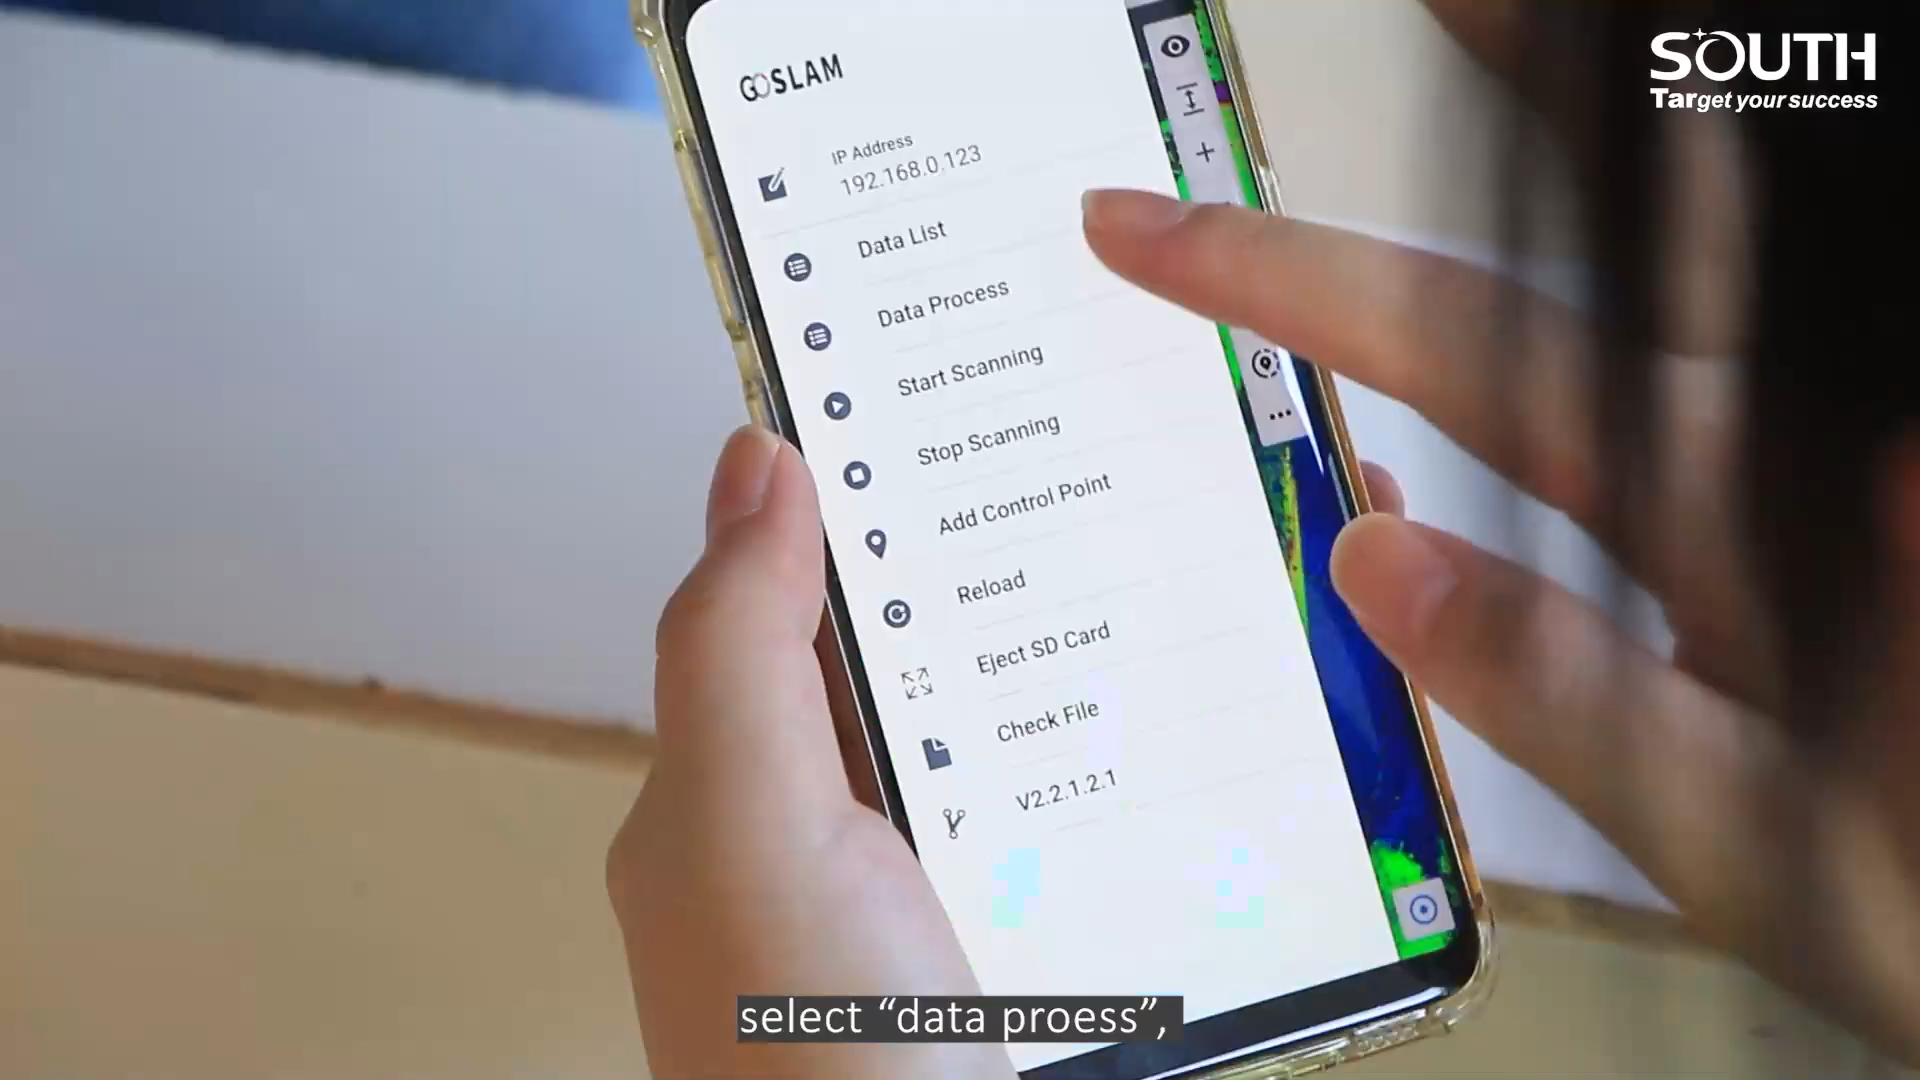 SOUTH
Target your success
GOSLAM
IP Address
192.168.0.123
Data List
Data Process
Start Scanning
Stop Scanning
Add Control Point
Reload
Eject SD Card
Check File
V2.2.1.2.1
select “data proess”,